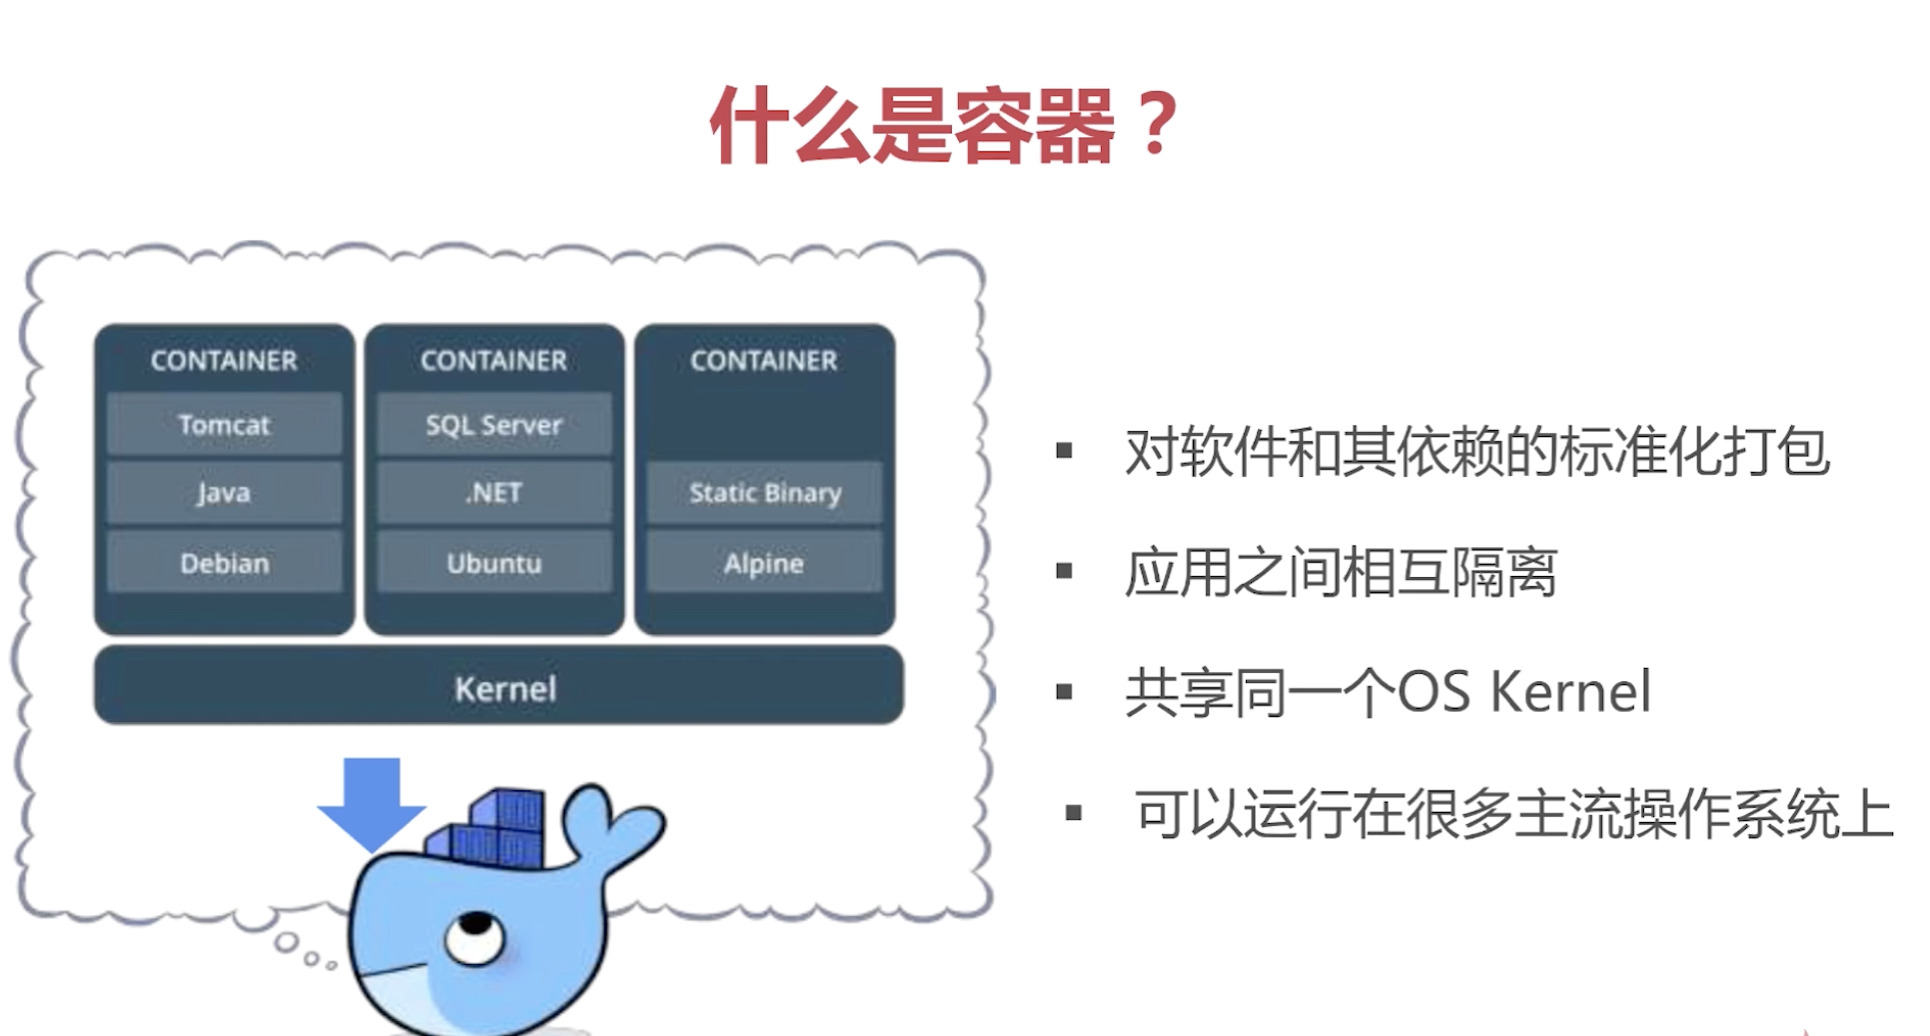 什么是容器？
CONTAINER
Tomcat
Java
Debian
CONTAINER
SQL Server
.NET
Ubuntu
CONTAINER
Static Binary
Alpine
Kernel
▪ 对软件和其依赖的标准化打包
▪ 应用之间相互隔离
▪ 共享同一个OS Kernel
▪ 可以运行在很多主流操作系统上